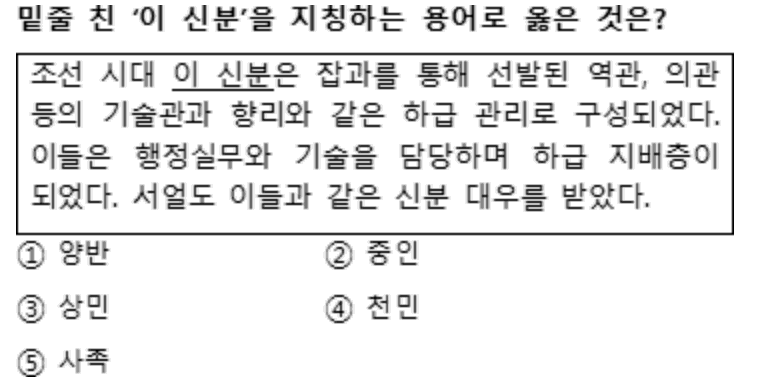 밑줄 친 ‘이 신분’을 지칭하는 용어로 옳은 것은?
조선 시대 이 신분은 잡과를 통해 선발된 역관, 의관
등의 기술관과 향리와 같은 하급 관리로 구성되었다.
이들은 행정실무와 기술을 담당하며 하급 지배층이
되었다. 서얼도 이들과 같은 신분 대우를 받았다.
① 양반 ② 중인
③ 상민 ④ 천민
⑤ 사족